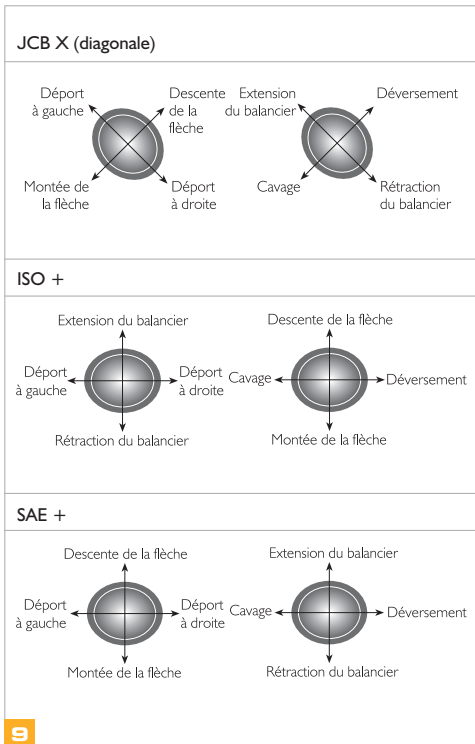 JCB X (diagonale)
Déport
à gauche
Descente
de la
flèche
Montée de
la flèche
Déport
à droite
Extension
du balancier
Déversement
Cavage
Rétraction
du balancier
ISO +
Extension du balancier
Déport
à gauche
Déport
à droite
Rétraction du balancier
Descente de la flèche
Cavage
Déversement
Montée de la flèche
SAE +
Descente de la flèche
Déport
à gauche
Déport
à droite
Montée de la flèche
Extension du balancier
Cavage
Déversement
Rétraction du balancier
9